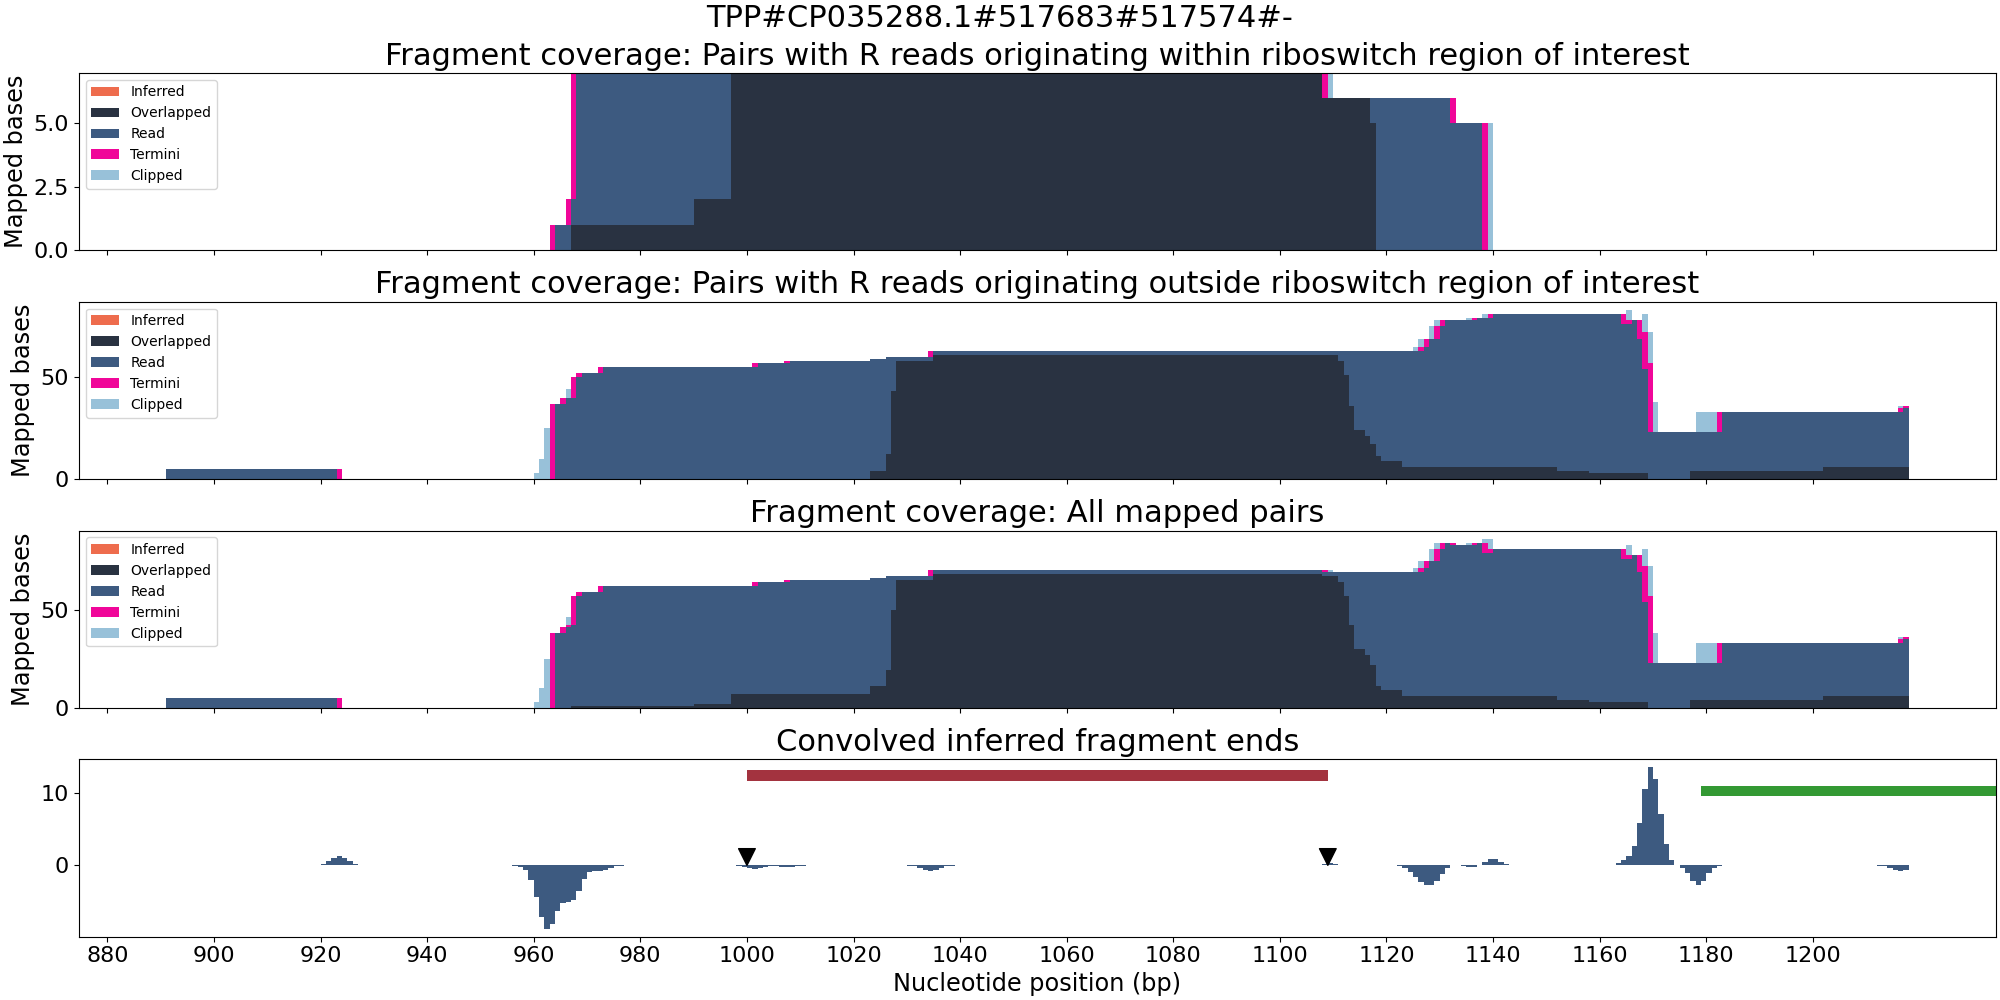 TPP#CP035288.1#517683#517574#-
Fragment coverage: Pairs with R reads originating within riboswitch region of interest
Mapped bases
5.0
2.5
0.0
Inferred
Overlapped
Read
Termini
Clipped
Fragment coverage: Pairs with R reads originating outside riboswitch region of interest
Mapped bases
50
0
Inferred
Overlapped
Read
Termini
Clipped
Fragment coverage: All mapped pairs
Mapped bases
50
0
Inferred
Overlapped
Read
Termini
Clipped
Convolved inferred fragment ends
10
0
880 900 920 940 960 980 1000 1020 1040 1060 1080 1100 1120 1140 1160 1180 1200
Nucleotide position (bp)